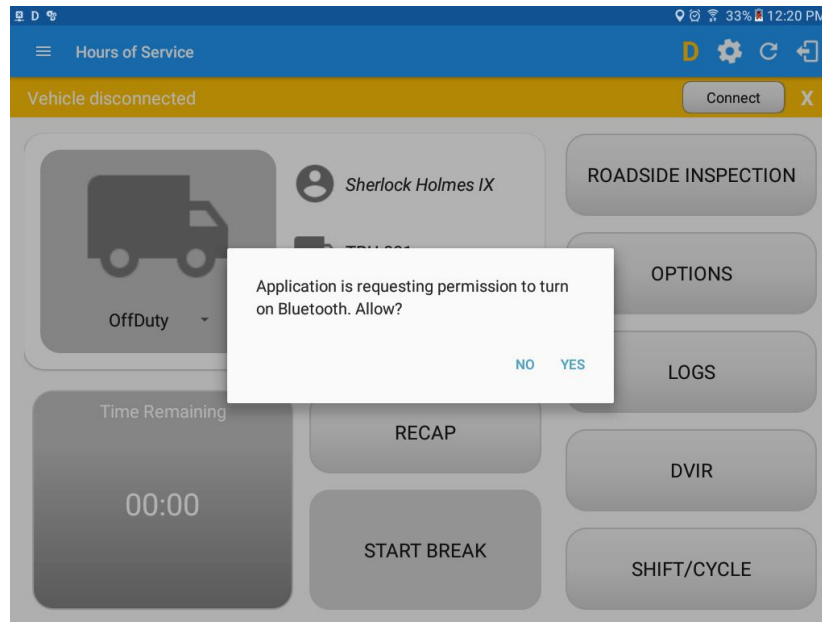 D 33% 12:20 PM
Hours of Service D
Vehicle disconnected Connect X
Sherlock Holmes IX
OffDuty
ROADSIDE INSPECTION
OPTIONS
LOGS
DVIR
SHIFT/CYCLE
Application is requesting permission to turn
on Bluetooth. Allow?
NO YES
Time Remaining
00:00
RECAP
START BREAK